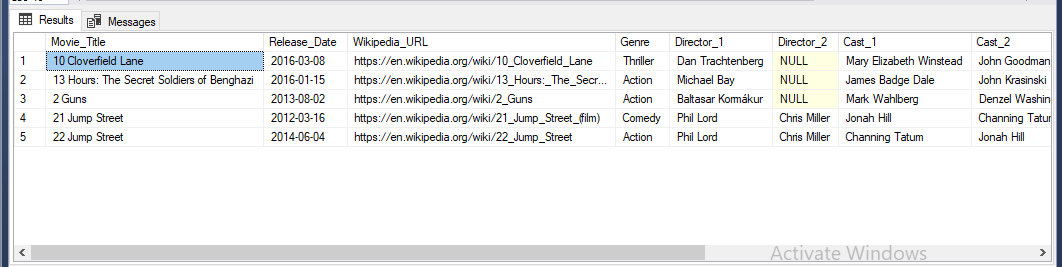 Results Messages
Movie_Title Release_Date Wikipedia_URL Genre Director_1 Director_2 Cast_1 Cast_2
1 10 Cloverfield Lane 2016-03-08 https://en.wikipedia.org/wiki/10_Cloverfield_Lane Thriller Dan Trachtenberg NULL Mary Elizabeth Winstead John Goodman
2 13 Hours: The Secret Soldiers of Benghazi 2016-01-15 https://en.wikipedia.org/wiki/13_Hours:_The_Secr... Action Michael Bay NULL James Badge Dale John Krasinski
3 2 Guns 2013-08-02 https://en.wikipedia.org/wiki/2_Guns Action Baltasar Kormákur NULL Mark Wahlberg Denzel Washin
4 21 Jump Street 2012-03-16 https://en.wikipedia.org/wiki/21_Jump_Street_(film) Comedy Phil Lord Chris Miller Jonah Hill Channing Tatu
5 22 Jump Street 2014-06-04 https://en.wikipedia.org/wiki/22_Jump_Street Action Phil Lord Chris Miller Channing Tatum Jonah Hill
Activate Windows